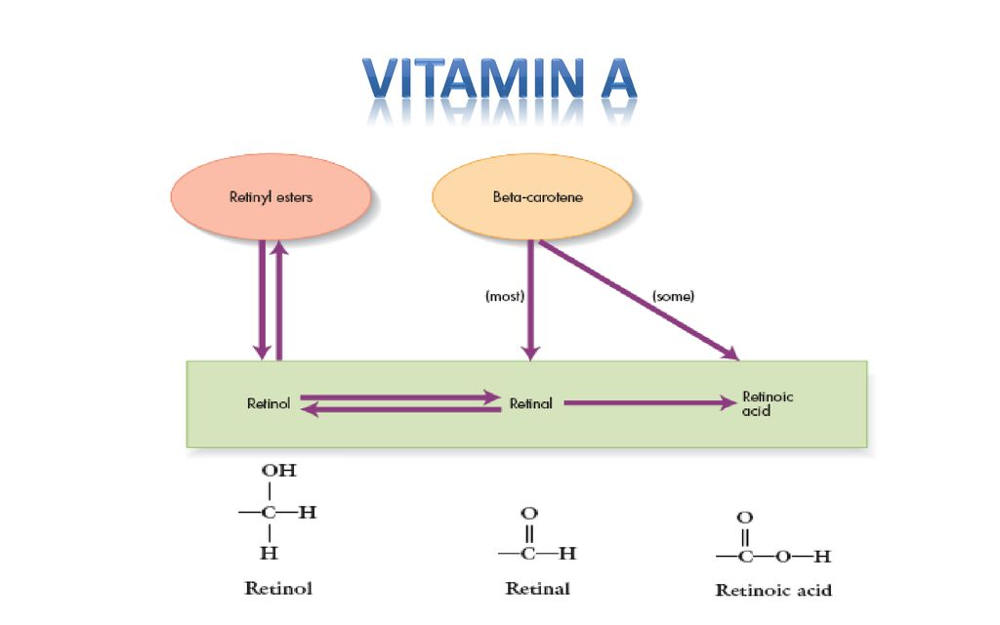 VITAMIN A
Retinyl esters
Beta-carotene
(most)
(some)
Retinol
Retinal
Retinoic
acid
OH
C H
H
Retinol
O
C H
Retinal
O
C O H
Retinoic acid